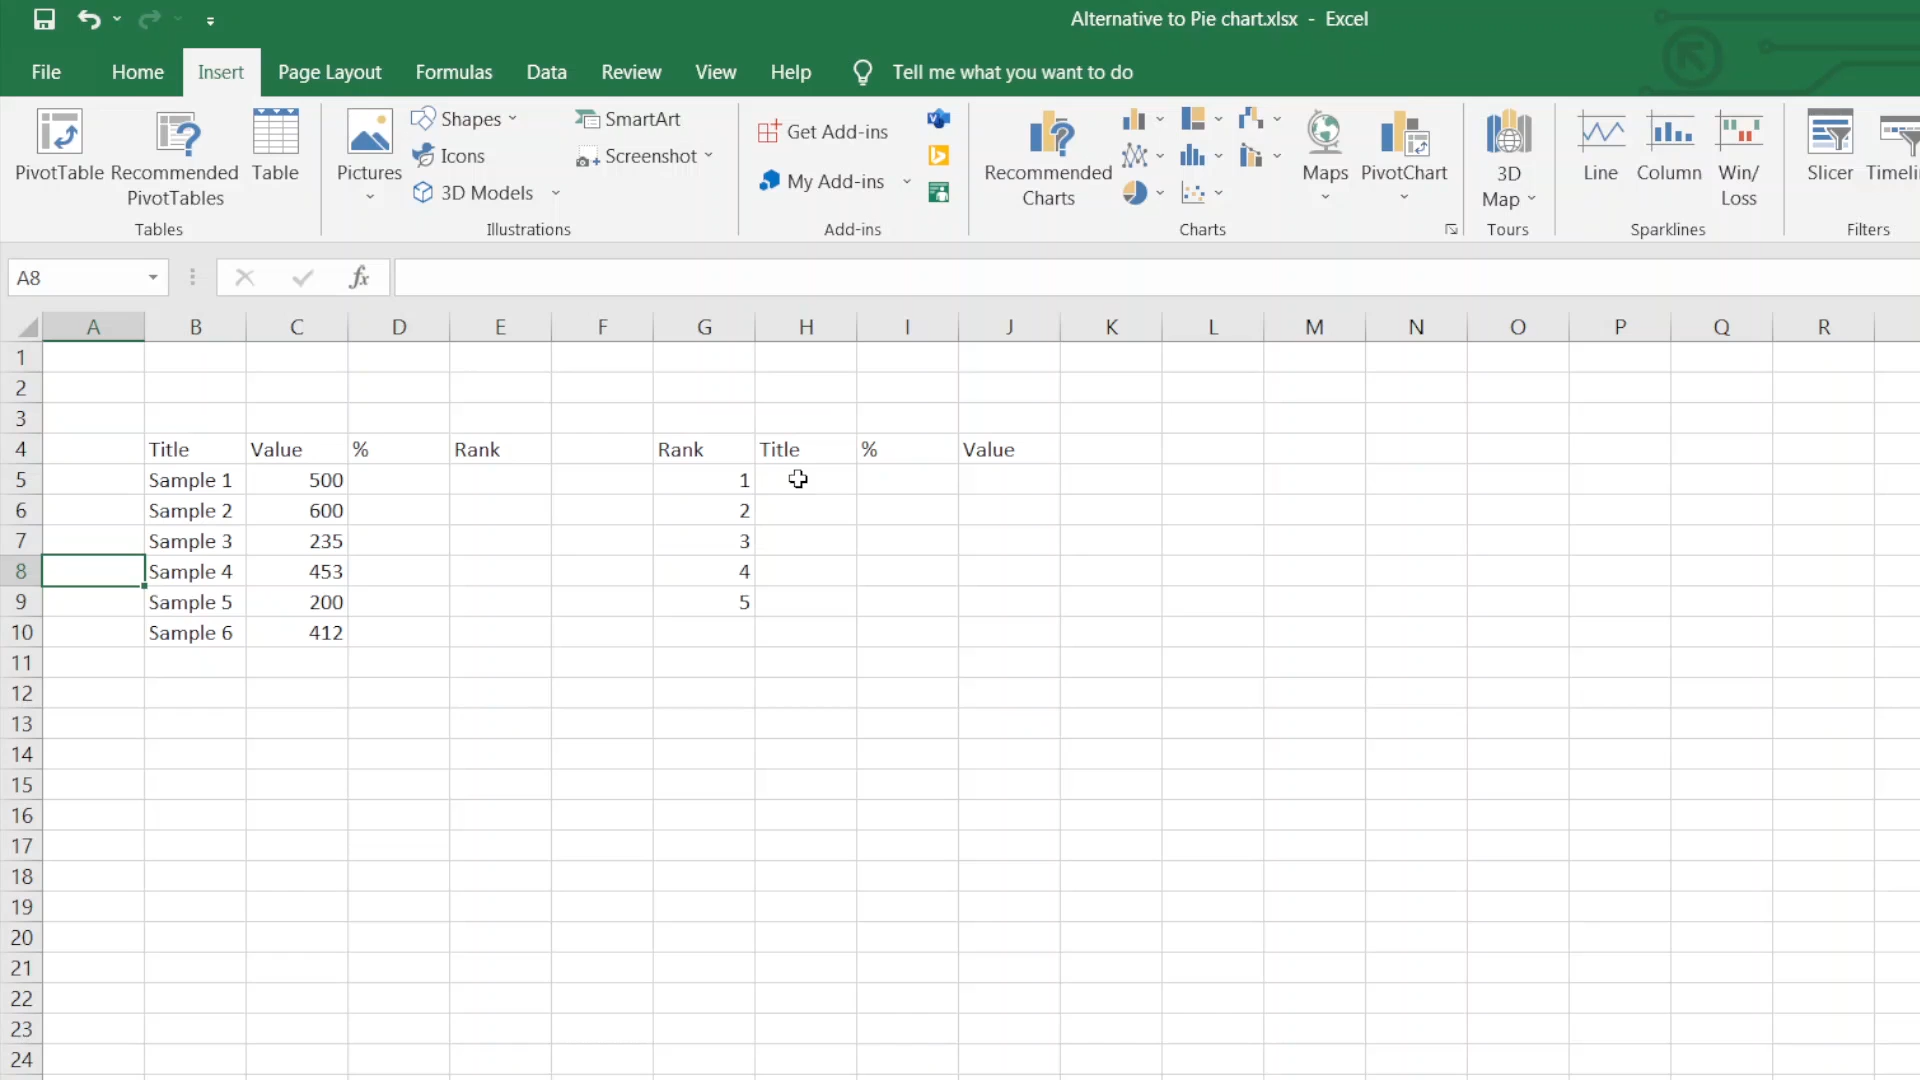 Alternative to Pie chart.xlsx - Excel
File Home Insert Page Layout Formulas Data Review View Help Tell me what you want to do
PivotTable
Recommended
PivotTables
Table
Tables
Pictures
Shapes
Icons
3D Models
SmartArt
Screenshot
Illustrations
Get Add-ins
My Add-ins
Add-ins
Recommended
Charts
Maps
PivotChart
Charts
3D
Map
Tours
Line
Column
Win/
Loss
Sparklines
Slicer
Timeli
Filters
A8
fx
A B C D E F G H I J K L M N O P Q R
1
2
3
4 Title Value % Rank Rank Title % Value
5 Sample 1 500 1
6 Sample 2 600 2
7 Sample 3 235 3
8 Sample 4 453 4
9 Sample 5 200 5
10 Sample 6 412
11
12
13
14
15
16
17
18
19
20
21
22
23
24